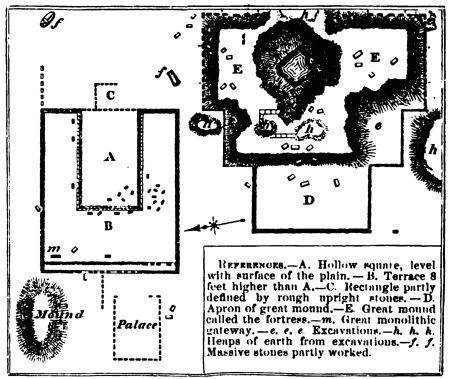 f
h f
B
E
E
f
C
h
h
h
e
h
A
D
B
m
Mound
Palace
REFERENCES.—A. Hollow square, level
with surface of the plain.—B. Terrace 8
feet higher than A.—C. Rectangle partly
defined by rough upright stones.—D.
Apron of great mound.—E. Great mound
called the fortress.—m. Great monolithic
gateway.—e. e. e. Excavations.—h. h. h.
Heaps of earth from excavations.—f. f.
Massive stones partly worked.